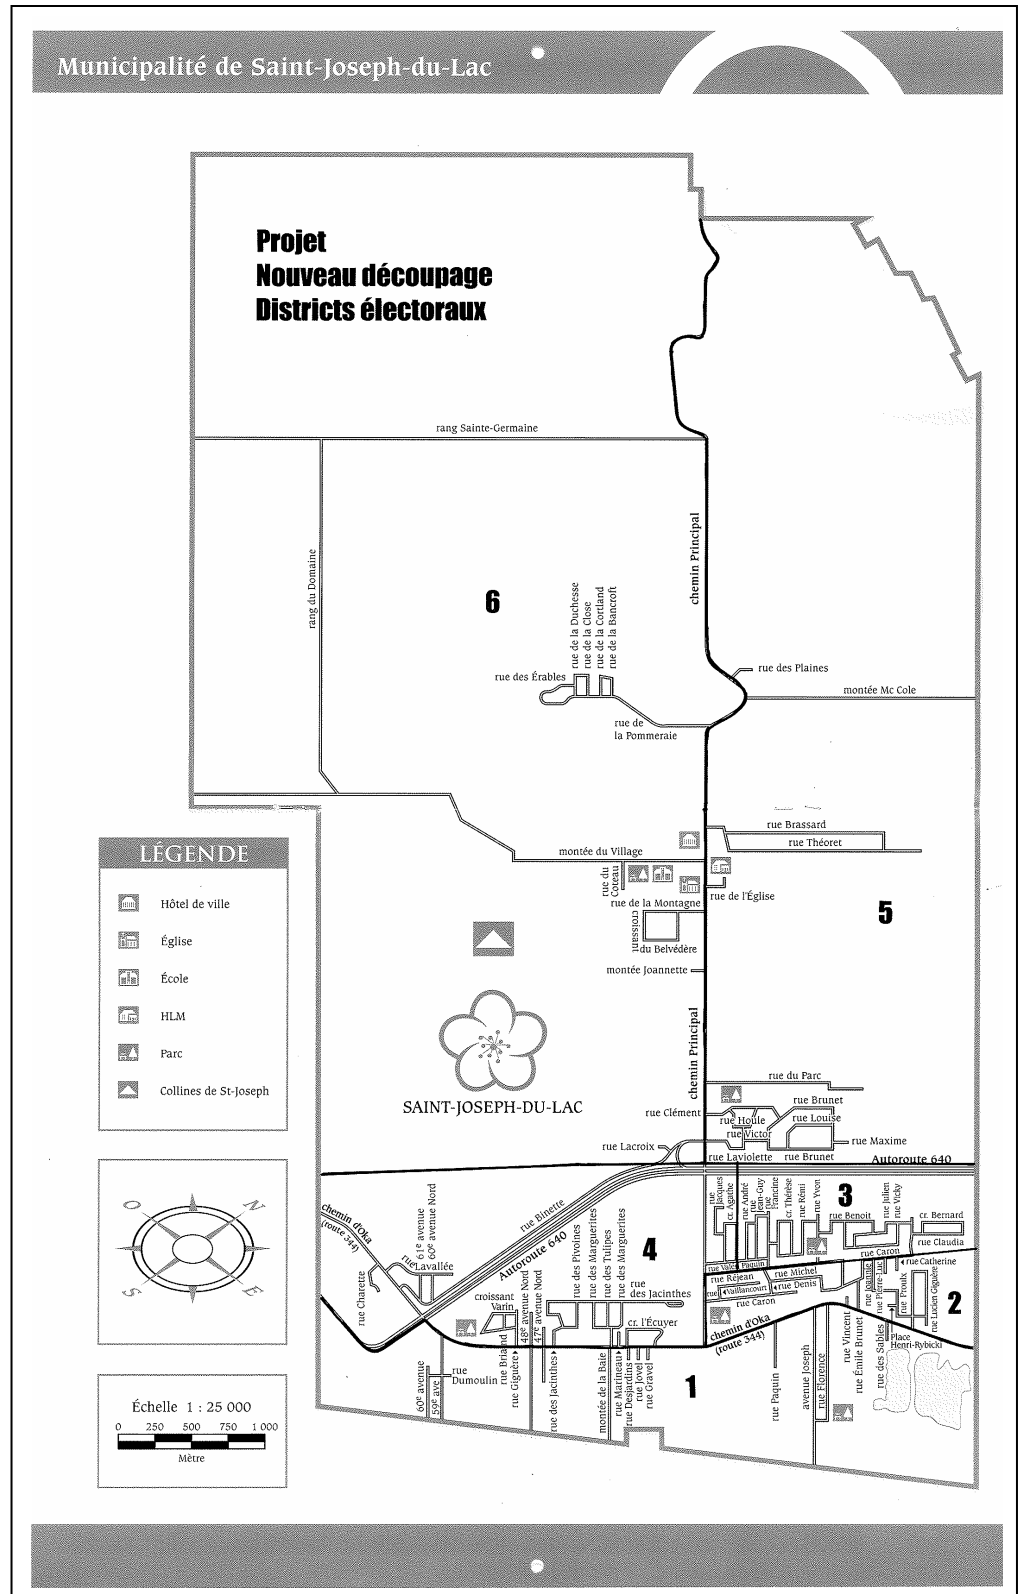 Municipalité de Saint-Joseph-du-Lac
Projet
Nouveau découpage
Districts électoraux
rang Sainte-Germaine
rang du Domaine
chemin Principal
6
rue de la Duchesse
rue de la Close
rue de la Cortland
rue de la Bancroft
rue des Érables
rue de
la Pommeraie
rue des Plaines
montée Mc Cole
rue Brassard
rue Théoret
montée du Village
rue du
Coteau
rue de l'Église
rue de la Montagne
croissant
du Belvédère
5
montée Joannette
chemin Principal
LÉGENDE
Hôtel de ville
Église
École
HLM
Parc
Collines de St-Joseph
SAINT-JOSEPH-DU-LAC
rue du Parc
rue Clément
rue Brunet
rue Houle
rue Louise
rue Victor
rue Maxime
rue Lacroix
rue Laviolette
rue Brunet
Autoroute 640
O
N
S
E
chemin d'Oka
(route 344)
61e avenue
60e avenue Nord
rue Lavallée
rue Charette
rue Binette
Autoroute 640
4
rue des Pivoines
rue des Marguerites
rue des Tulipes
rue des Marguerites
rue
des Jacinthes
croissant
Varin
48e avenue Nord
47e avenue Nord
cr. l'Écuyer
rue
Jacques
cr. Agathe
rue André
rue
Jean-Guy
rue
Francine
cr. Thérèse
rue Rémi
rue Yvon
3
rue Benoit
rue Julien
rue Vicky
cr. Bernard
rue Claudia
rue Caron
rue Catherine
rue Valéri
Paquin
rue Réjean
rue Michel
rue
Vaillancourt
rue Denis
rue Caron
rue Joannie
rue Pierre-Luc
rue Proulx
rue Lucien Giguère
2
chemin d'Oka
(route 344)
Place
Henri-Rybicki
rue Briand
rue Giguère
rue des Jacinthes
montée de la Baie
rue Marineau
rue Desjardins
rue Jovel
rue Gravel
1
rue Paquin
avenue Joseph
rue Florence
rue Vincent
rue Émile Brunet
rue des Sables
60e avenue
59e ave
rue
Dumoulin
Échelle 1 : 25 000
0 250 500 750 1 000
Mètre